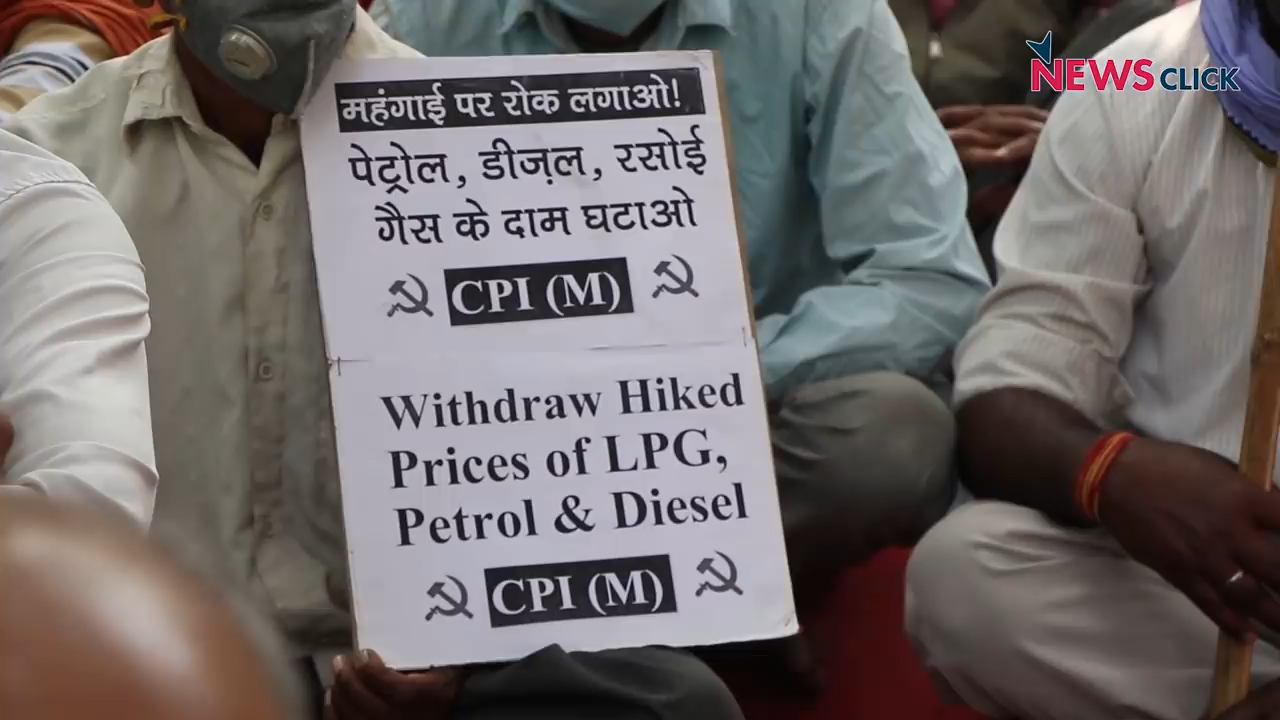 NEWSCLICK
महंगाई पर रोक लगाओ!
पेट्रोल, डीज़ल, रसोई
गैस के दाम घटाओ
CPI (M)
Withdraw Hiked
Prices of LPG,
Petrol & Diesel
CPI (M)